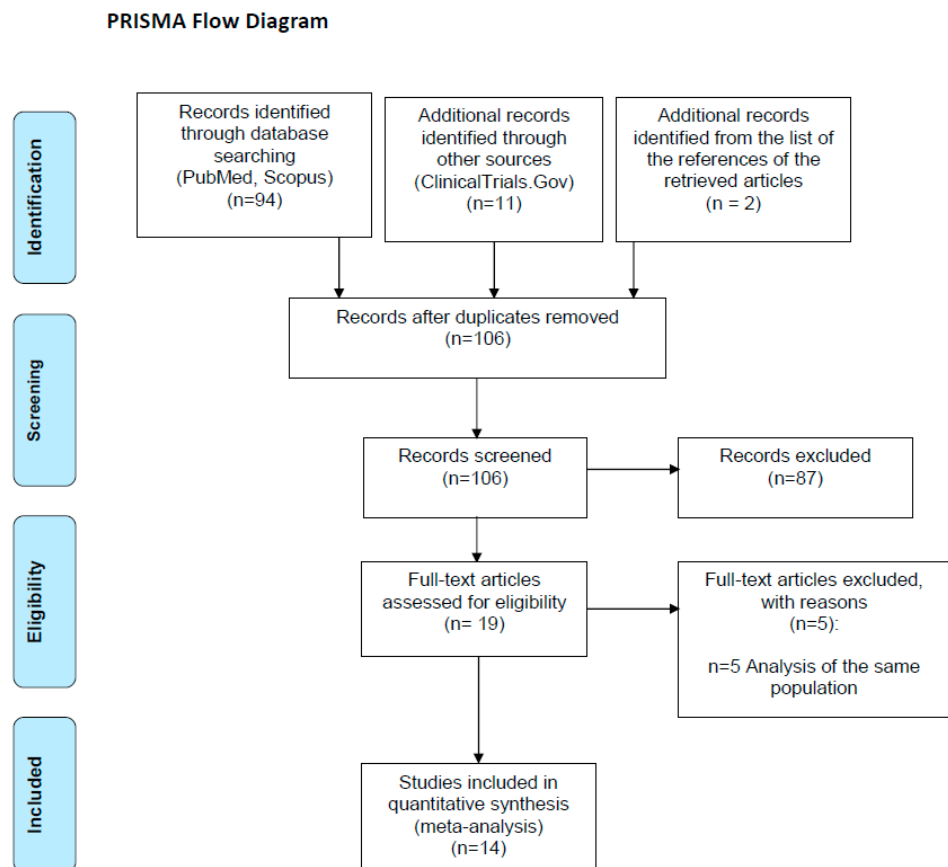 PRISMA Flow Diagram
Identification
Records identified
through database
searching
(PubMed, Scopus)
(n=94)
Additional records
identified through
other sources
(ClinicalTrials.Gov)
(n=11)
Additional records
identified from the list of
the references of the
retrieved articles
(n = 2)
Screening
Records after duplicates removed
(n=106)
Records screened
(n=106)
Records excluded
(n=87)
Eligibility
Full-text articles
assessed for eligibility
(n= 19)
Full-text articles excluded,
with reasons
(n=5):
n=5 Analysis of the same
population
Included
Studies included in
quantitative synthesis
(meta-analysis)
(n=14)